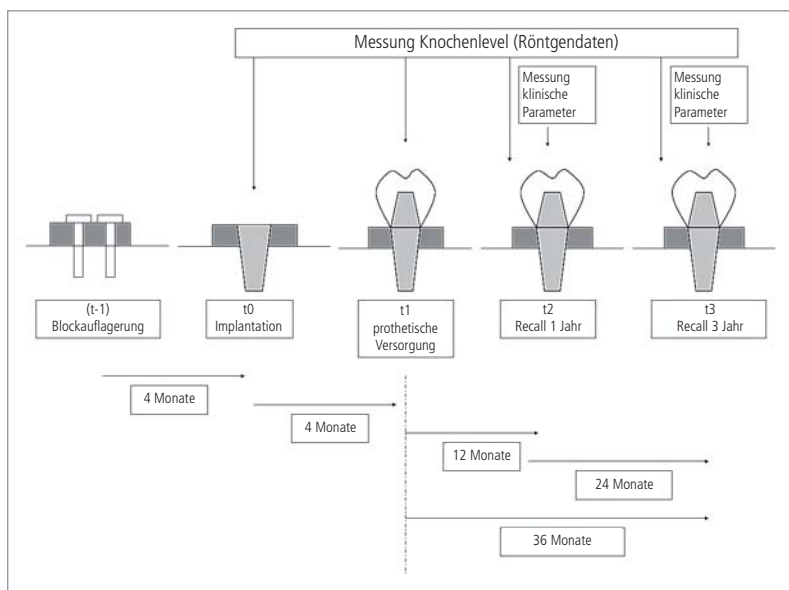 Messung Knochenlevel (Röntgendaten)
Messung
klinische
Parameter
Messung
klinische
Parameter
(t-1)
Blockauflagerung
t0
Implantation
t1
prothetische
Versorgung
t2
Recall 1 Jahr
t3
Recall 3 Jahr
4 Monate
4 Monate
12 Monate
24 Monate
36 Monate